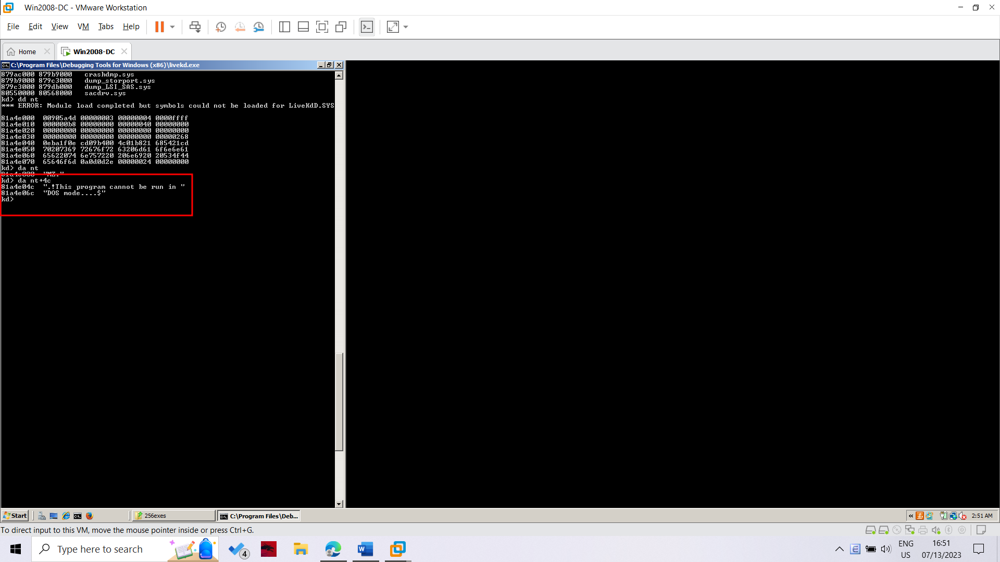 Win2008-DC - VMware Workstation
File Edit View VM Tabs Help
Home
Win2008-DC
C:\Program Files\Debugging Tools for Windows (x86)\livekd.exe
879ac000 879b9000   crashdmp.sys
879b9000 879c3000   dump_storport.sys
879c3000 879db000   dump_LSI_SAS.sys
80550000 80568000   sacdrv.sys
kd> dd nt
*** ERROR: Module load completed but symbols could not be loaded for LiveKdD.SYS
81a4e000  00905a4d 00000003 00000004 0000ffff
81a4e010  000000b8 00000000 00000040 00000000
81a4e020  00000000 00000000 00000000 00000000
81a4e030  00000000 00000000 00000000 00000268
81a4e040  0eba1f0e cd09b400 4c01b821 685421cd
81a4e050  70207369 72676f72 63206d61 6f6e6e61
81a4e060  65622074 6e757220 206e6920 20534f44
81a4e070  65646f6d 0a0d0d2e 00000024 00000000
kd> da nt
81a4e000  "MZ."
kd> da nt+4c
81a4e04c  ".!This program cannot be run in "
81a4e06c  "DOS mode....$"
kd>
Start
256exes
C:\Program Files\Deb...
2:51 AM
To direct input to this VM, move the mouse pointer inside or press Ctrl+G.
Type here to search
4
ENG
US
16:51
07/13/2023